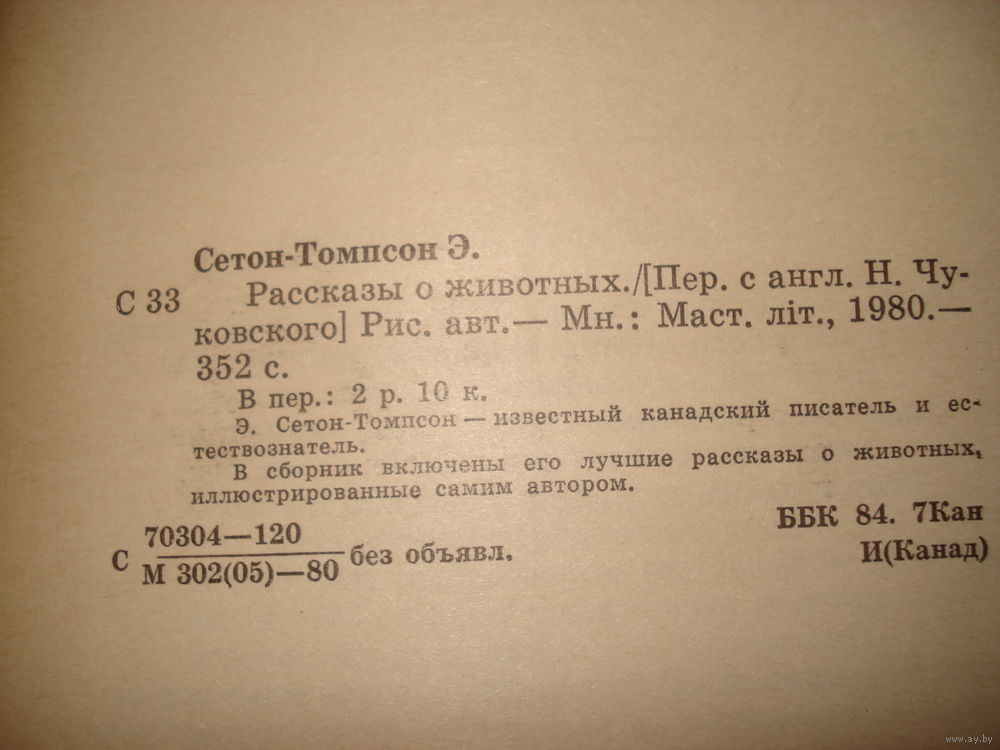 Сетон-Томпсон Э.
С 33 Рассказы о животных./[Пер. с англ. Н. Чу-
ковского] Рис. авт.— Мн.: Маст. літ., 1980.—
352 с.
В пер.: 2 р. 10 к.
Э. Сетон-Томпсон — известный канадский писатель и ес-
тествознатель.
В сборник включены его лучшие рассказы о животных,
иллюстрированные самим автором.
С 70304—120
М 302(05)—80 без объявл.
ББК 84. 7Кан
И(Канад)
www.ay.by